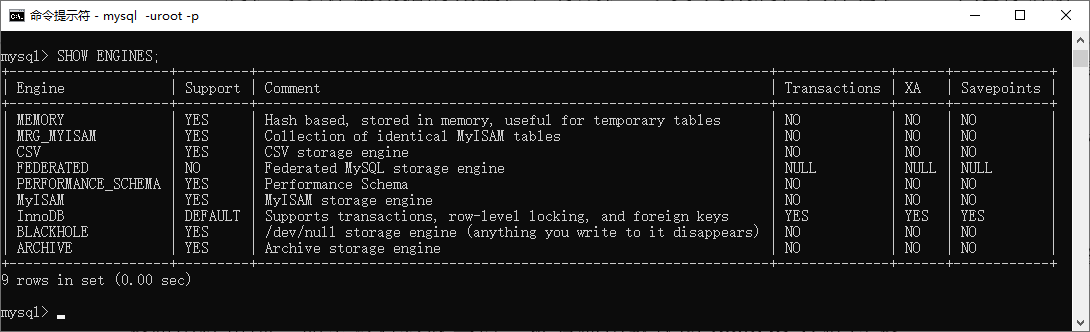 命令提示符 - mysql  -uroot -p
mysql> SHOW ENGINES;
+--------------------+---------+----------------------------------------------------------------+--------------+------+------------+
| Engine             | Support | Comment                                                        | Transactions | XA   | Savepoints |
+--------------------+---------+----------------------------------------------------------------+--------------+------+------------+
| MEMORY             | YES     | Hash based, stored in memory, useful for temporary tables      | NO           | NO   | NO         |
| MRG_MYISAM         | YES     | Collection of identical MyISAM tables                          | NO           | NO   | NO         |
| CSV                | YES     | CSV storage engine                                             | NO           | NO   | NO         |
| FEDERATED          | NO      | Federated MySQL storage engine                                 | NULL         | NULL | NULL       |
| PERFORMANCE_SCHEMA | YES     | Performance Schema                                             | NO           | NO   | NO         |
| MyISAM             | YES     | MyISAM storage engine                                          | NO           | NO   | NO         |
| InnoDB             | DEFAULT | Supports transactions, row-level locking, and foreign keys     | YES          | YES  | YES        |
| BLACKHOLE          | YES     | /dev/null storage engine (anything you write to it disappears) | NO           | NO   | NO         |
| ARCHIVE            | YES     | Archive storage engine                                         | NO           | NO   | NO         |
+--------------------+---------+----------------------------------------------------------------+--------------+------+------------+
9 rows in set (0.00 sec)
mysql>